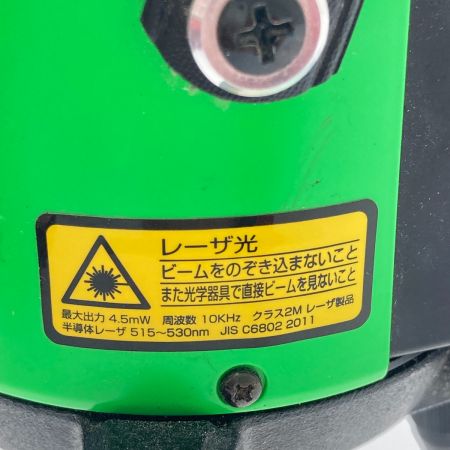 レーザ光
ビームをのぞき込まないこと
また光学器具で直接ビームを見ないこと
最大出力 4.5mW 周波数 10KHz クラス2M レーザ製品
半導体レーザ 515～530nm JIS C6802 2011